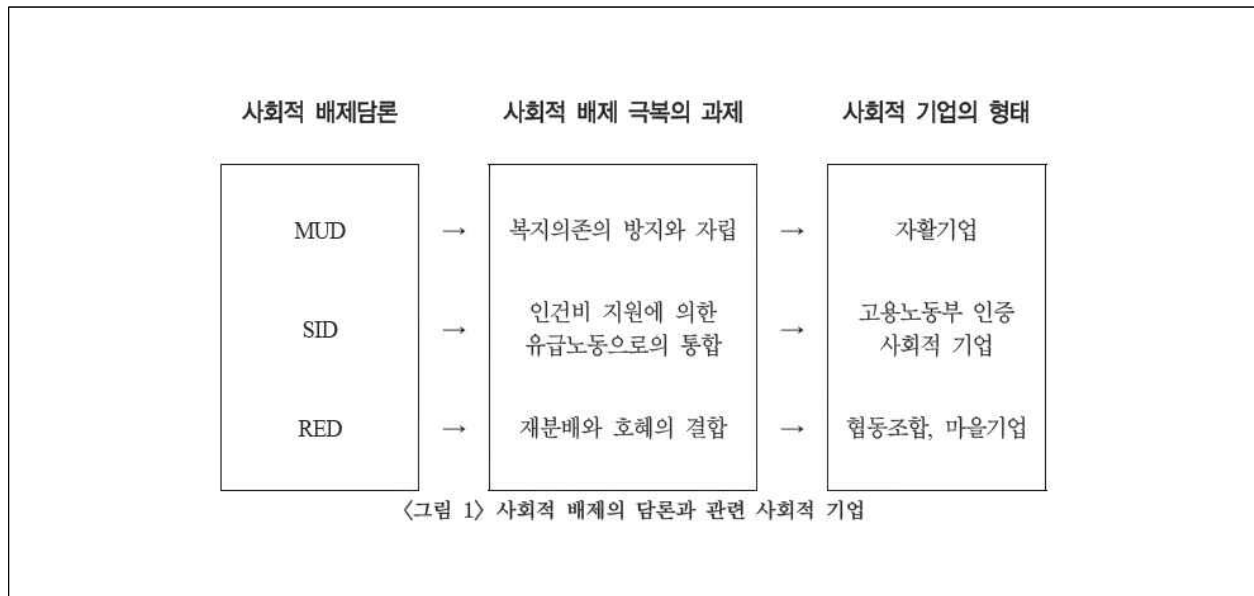 사회적 배제담론 사회적 배제 극복의 과제 사회적 기업의 형태
MUD → 복지의존의 방지와 자립 → 자활기업
SID → 인건비 지원에 의한 유급노동으로의 통합 → 고용노동부 인증 사회적 기업
RED → 재분배와 호혜의 결합 → 협동조합, 마을기업
〈그림 1〉 사회적 배제의 담론과 관련 사회적 기업